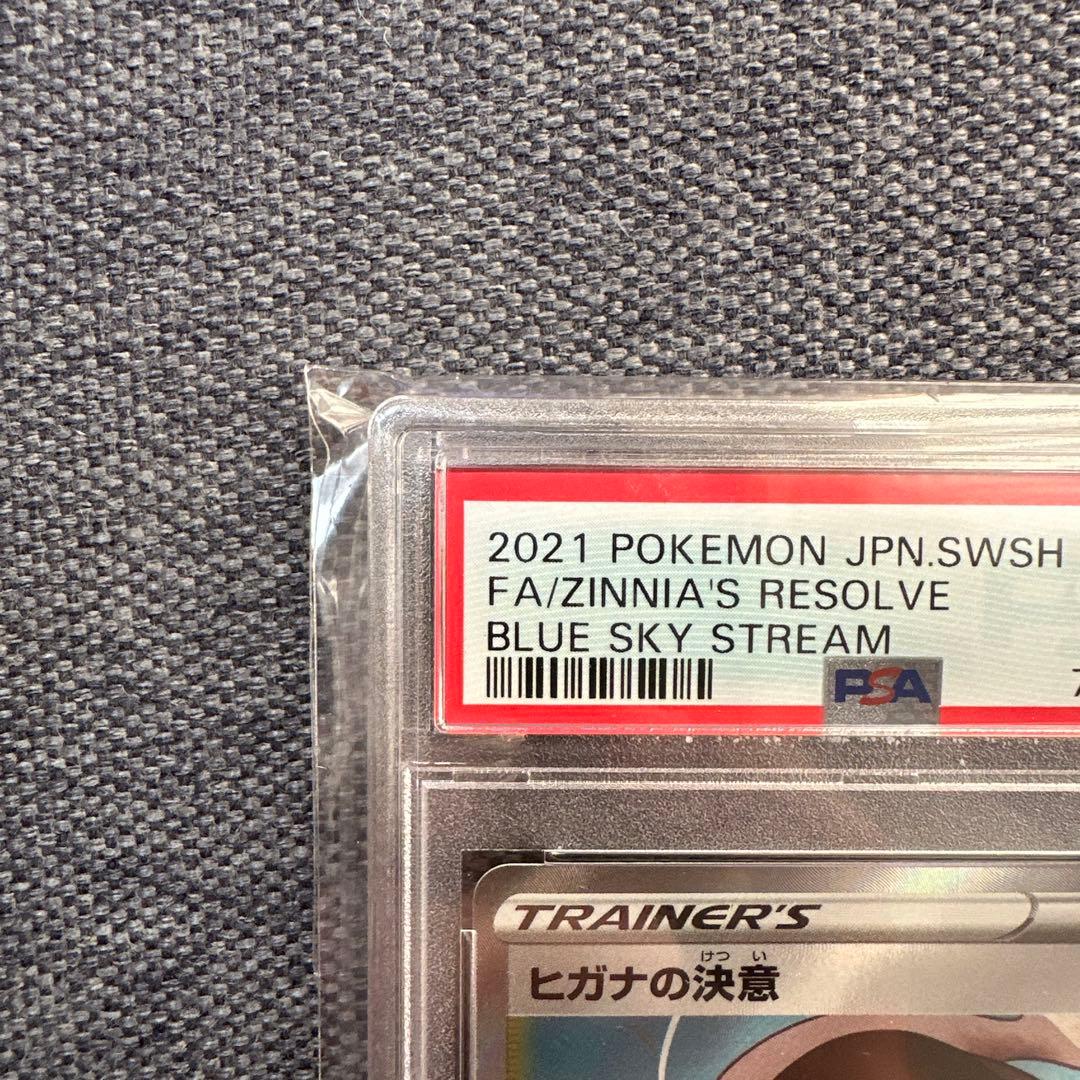 2021 POKEMON JPN.SWSH
FA/ZINNIA'S RESOLVE
BLUE SKY STREAM
PSA
TRAINER'S
けつ い
ヒガナの決意